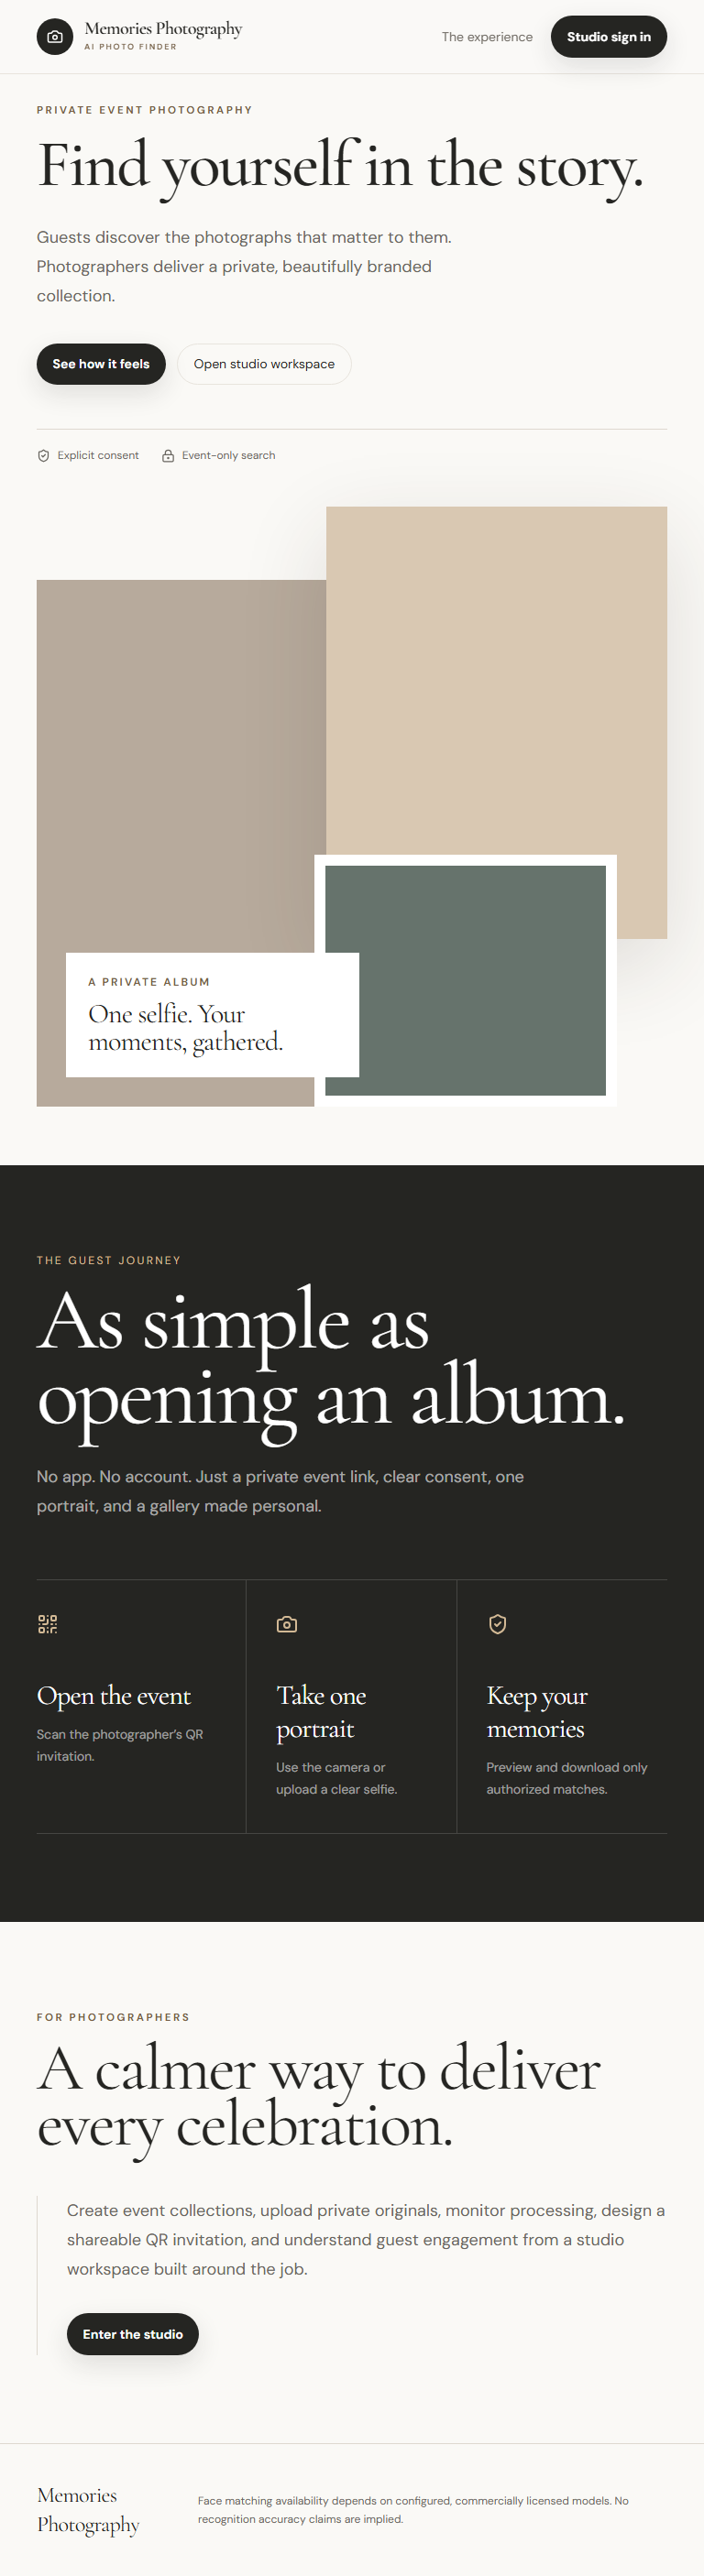 Memories Photography
AI PHOTO FINDER
The experience
Studio sign in
PRIVATE EVENT PHOTOGRAPHY
Find yourself in the story.
Guests discover the photographs that matter to them.
Photographers deliver a private, beautifully branded
collection.
See how it feels
Open studio workspace
Explicit consent
Event-only search
A PRIVATE ALBUM
One selfie. Your
moments, gathered.
THE GUEST JOURNEY
As simple as
opening an album.
No app. No account. Just a private event link, clear consent, one
portrait, and a gallery made personal.
Open the event
Scan the photographer’s QR
invitation.
Take one
portrait
Use the camera or
upload a clear selfie.
Keep your
memories
Preview and download only
authorized matches.
FOR PHOTOGRAPHERS
A calmer way to deliver
every celebration.
Create event collections, upload private originals, monitor processing, design a
shareable QR invitation, and understand guest engagement from a studio
workspace built around the job.
Enter the studio
Memories
Photography
Face matching availability depends on configured, commercially licensed models. No
recognition accuracy claims are implied.